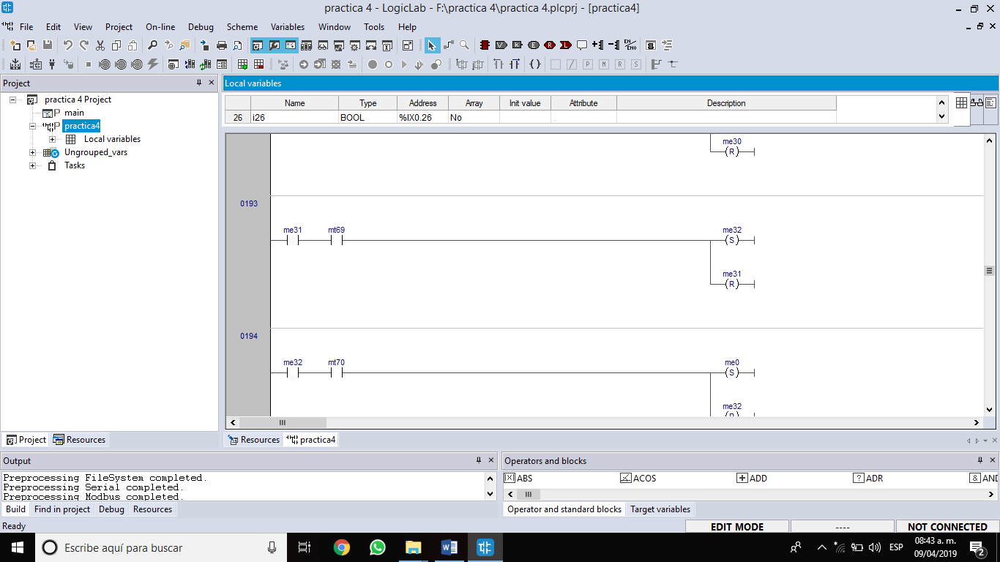 practica 4 - LogicLab - F:\practica 4\practica 4.plcprj - [practica4]
File Edit View Project On-line Debug Scheme Variables Window Tools Help
Project
practica 4 Project
main
practica4
Local variables
Ungrouped_vars
Tasks
Project Resources
Local variables
Name Type Address Array Init value Attribute Description
26 i26 BOOL %IX0.26 No ..
me30
R
0193
me31 mt69 me32
S
me31
R
0194
me32 mt70 me0
S
me32
Resources practica4
Output
Preprocessing FileSystem completed.
Preprocessing Serial completed.
Preprocessing Modbus completed.
Build Find in project Debug Resources
Operators and blocks
ABS ACOS ADD ADR AND
Operator and standard blocks Target variables
Ready EDIT MODE ---- NOT CONNECTED
Escribe aquí para buscar
ESP
08:43 a. m.
09/04/2019
2